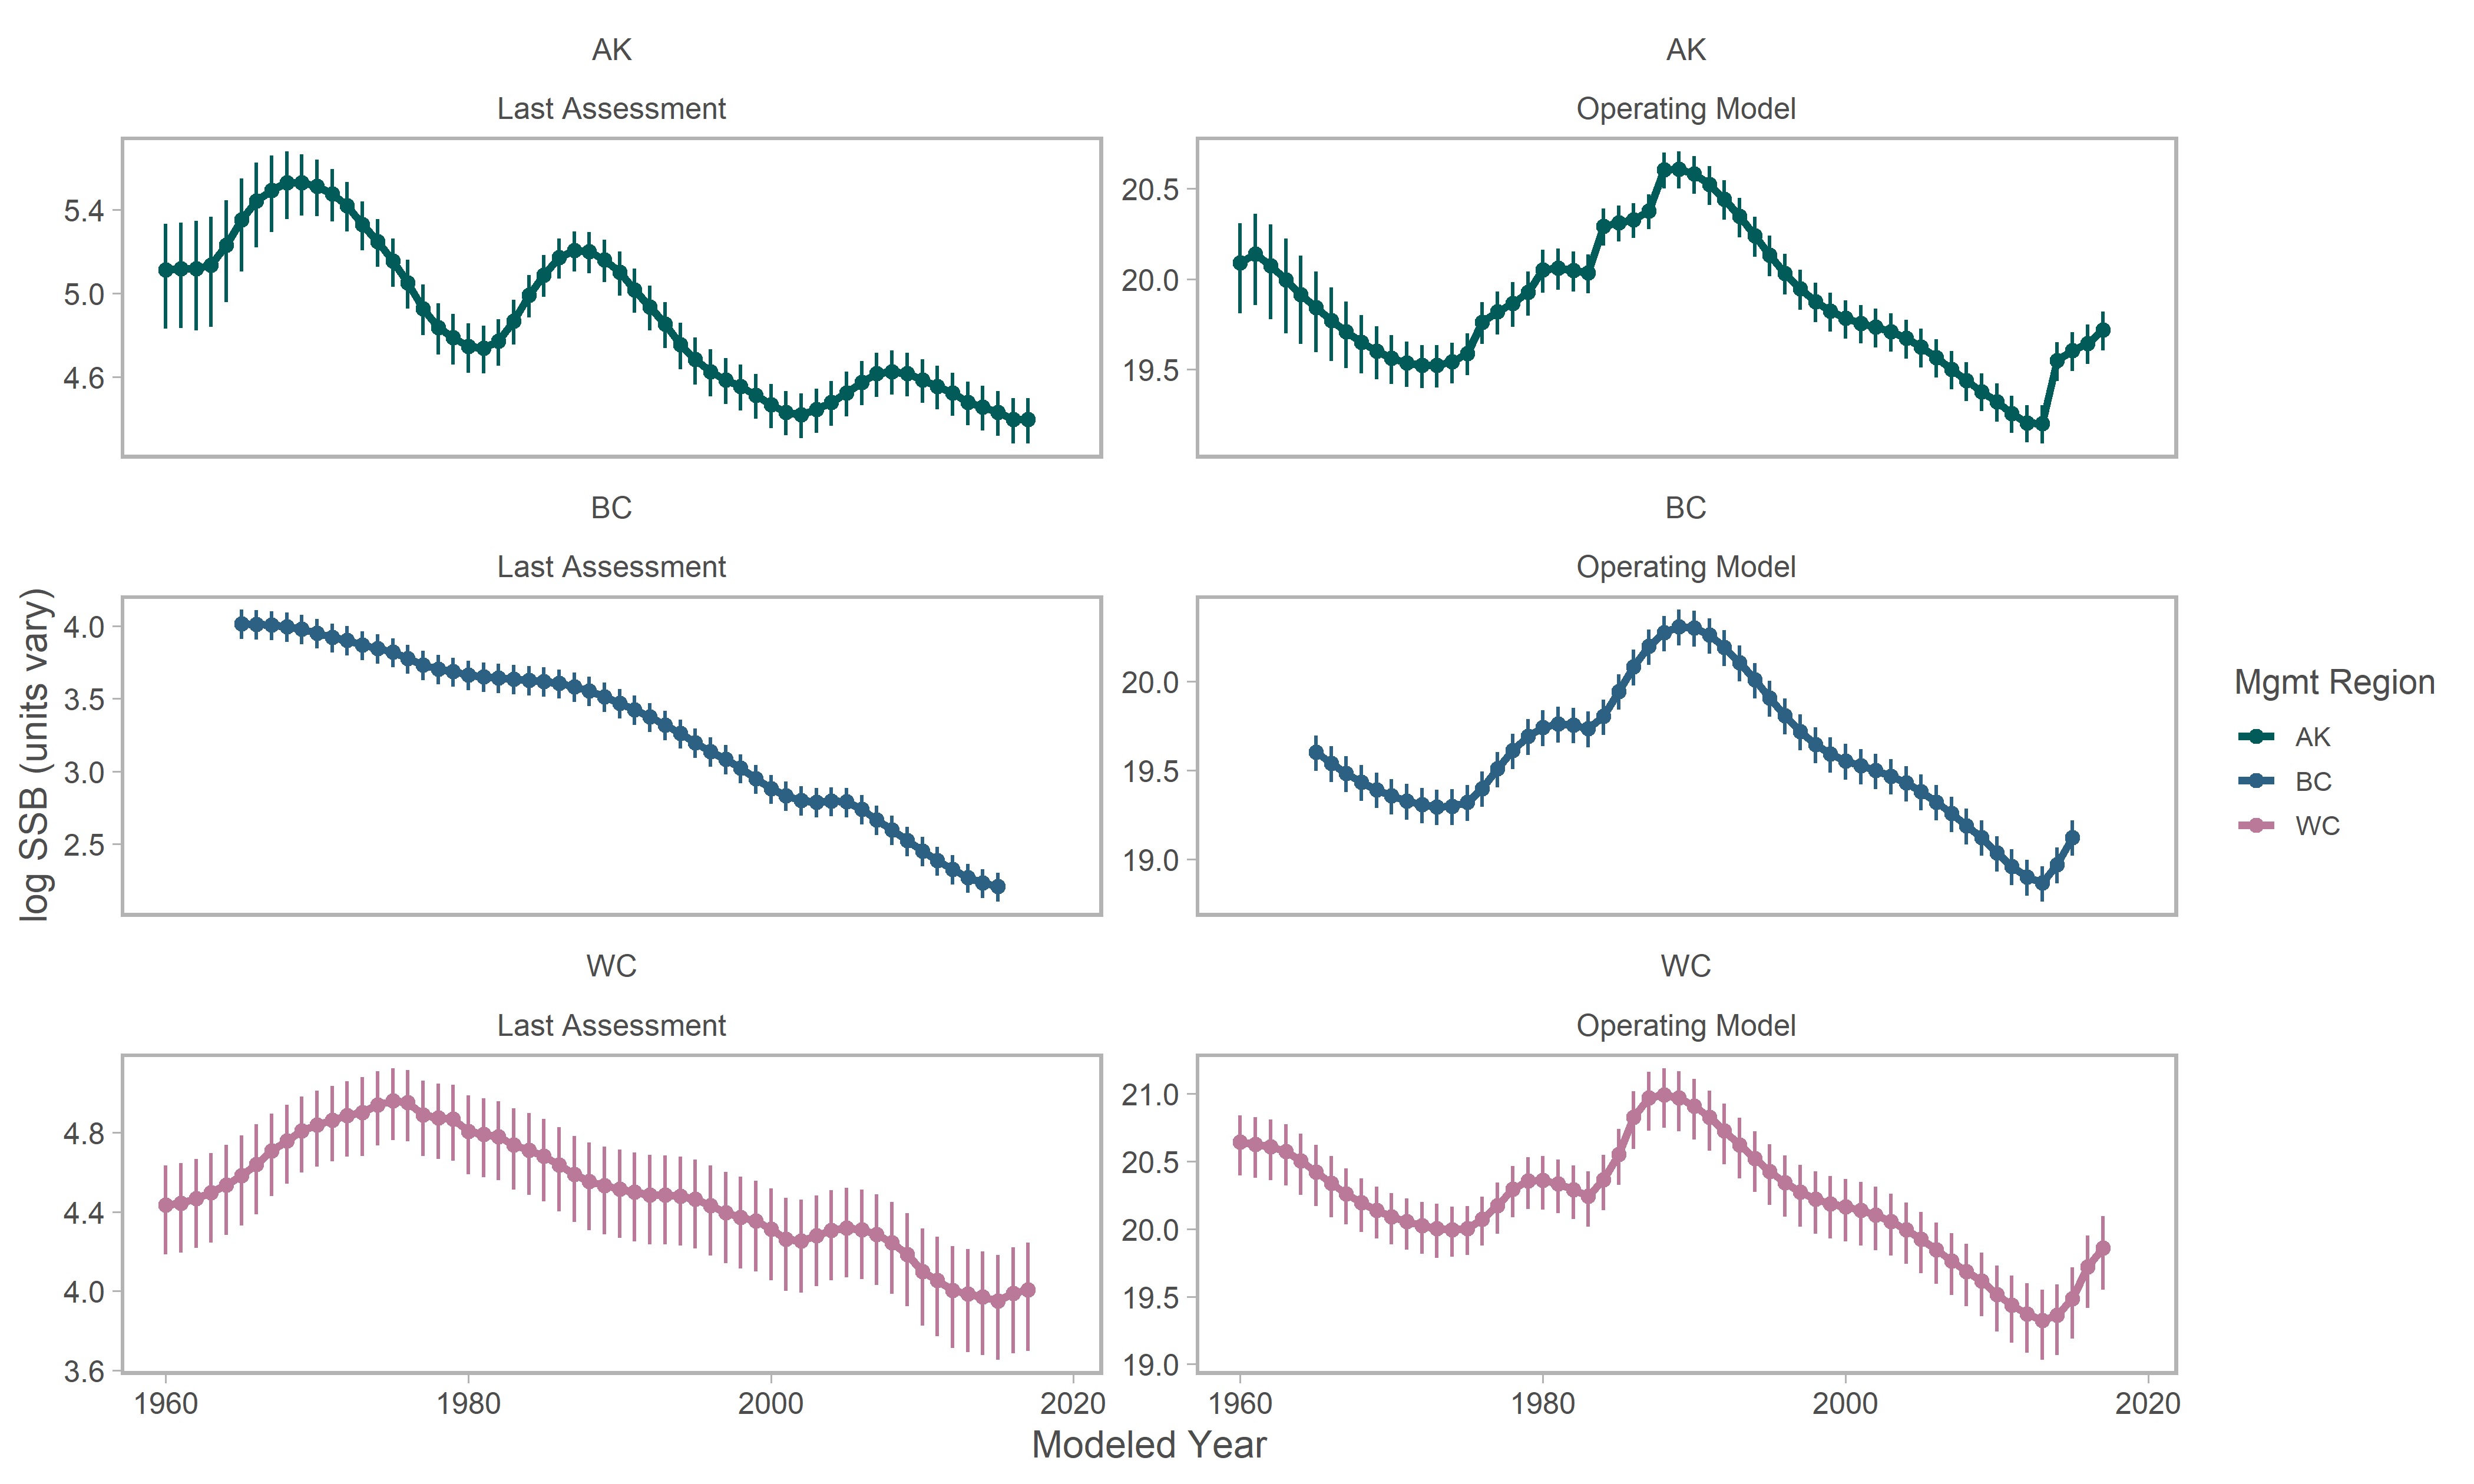 AK
Last Assessment
5.4
5.0
4.6
AK
Operating Model
20.5
20.0
19.5
BC
Last Assessment
4.0
3.5
3.0
2.5
BC
Operating Model
20.0
19.5
19.0
WC
Last Assessment
4.8
4.4
4.0
3.6
1960 1980 2000 2020
WC
Operating Model
21.0
20.5
20.0
19.5
19.0
1960 1980 2000 2020
log SSB (units vary)
Modeled Year
Mgmt Region
AK
BC
WC